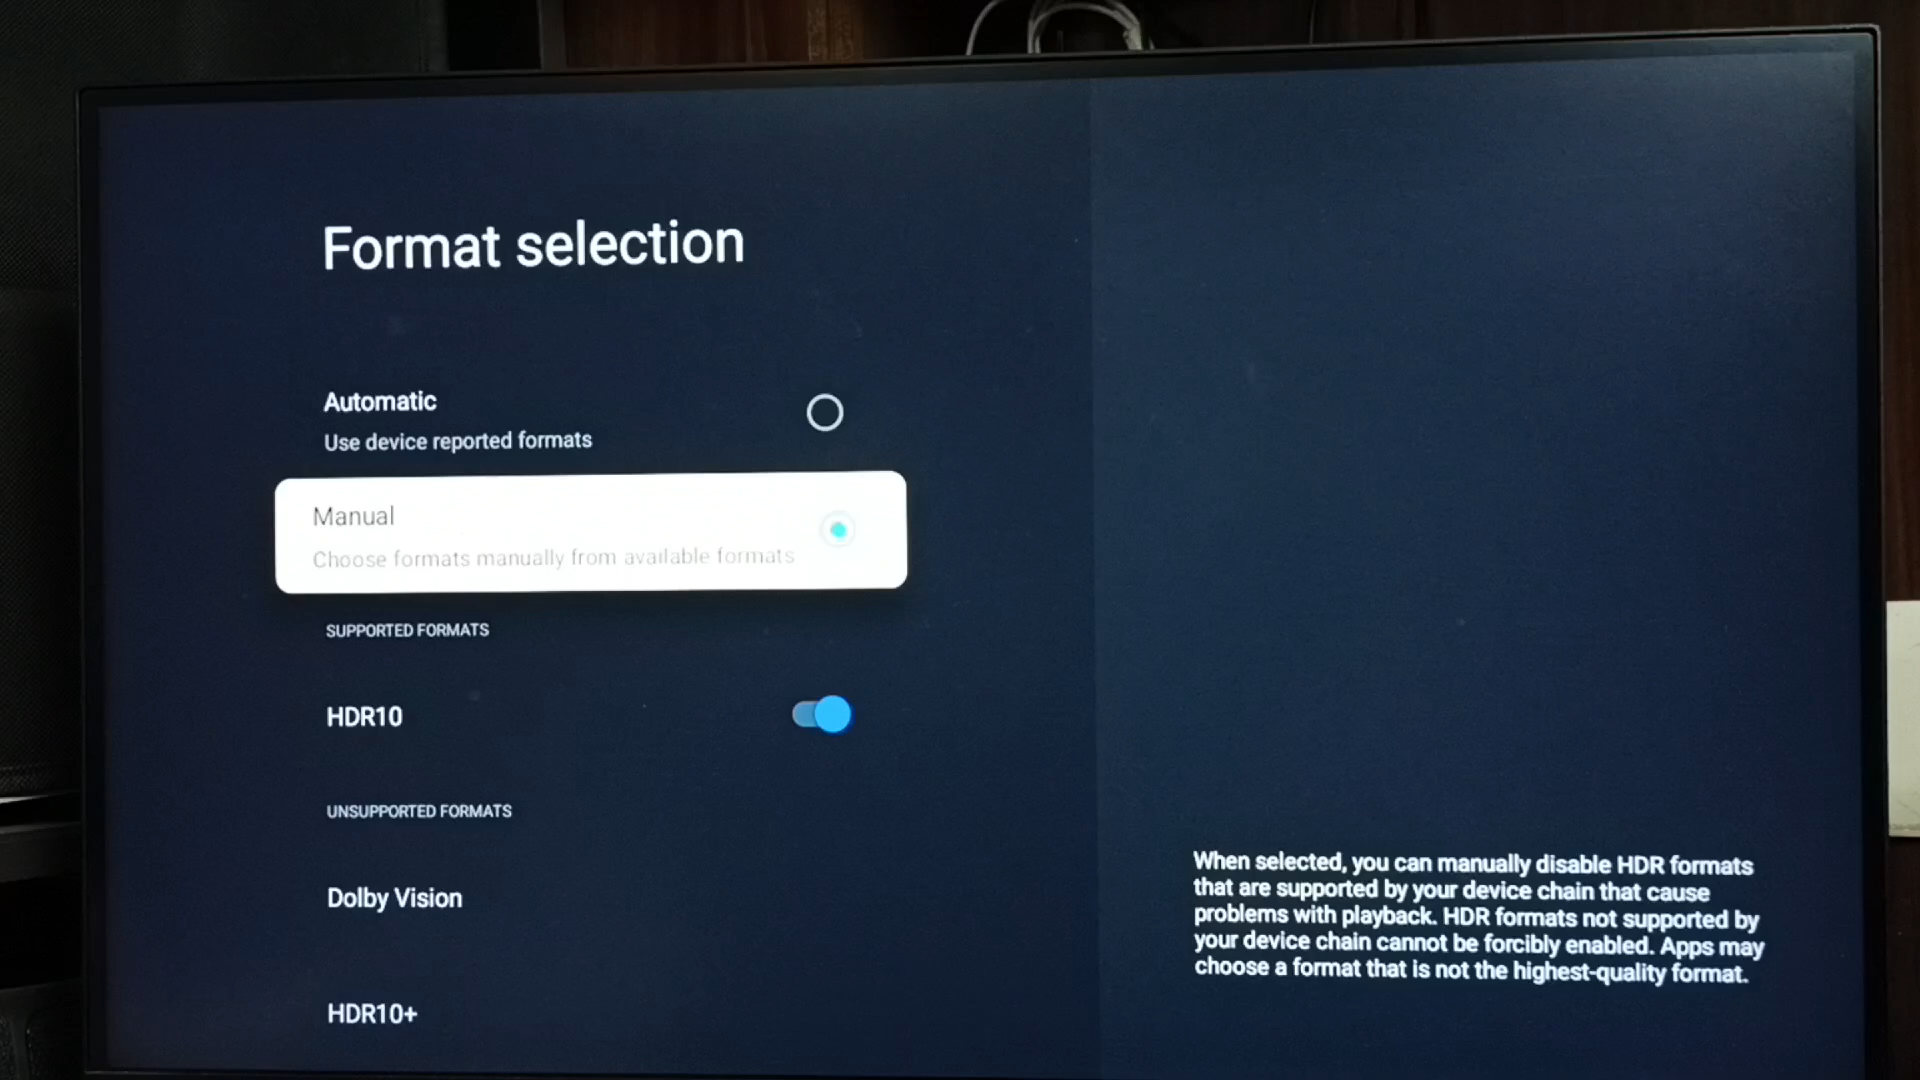 Format selection
Automatic
Use device reported formats
Manual
Choose formats manually from available formats
SUPPORTED FORMATS
HDR10
UNSUPPORTED FORMATS
Dolby Vision
HDR10+
When selected, you can manually disable HDR formats
that are supported by your device chain that cause
problems with playback. HDR formats not supported by
your device chain cannot be forcibly enabled. Apps may
choose a format that is not the highest-quality format.